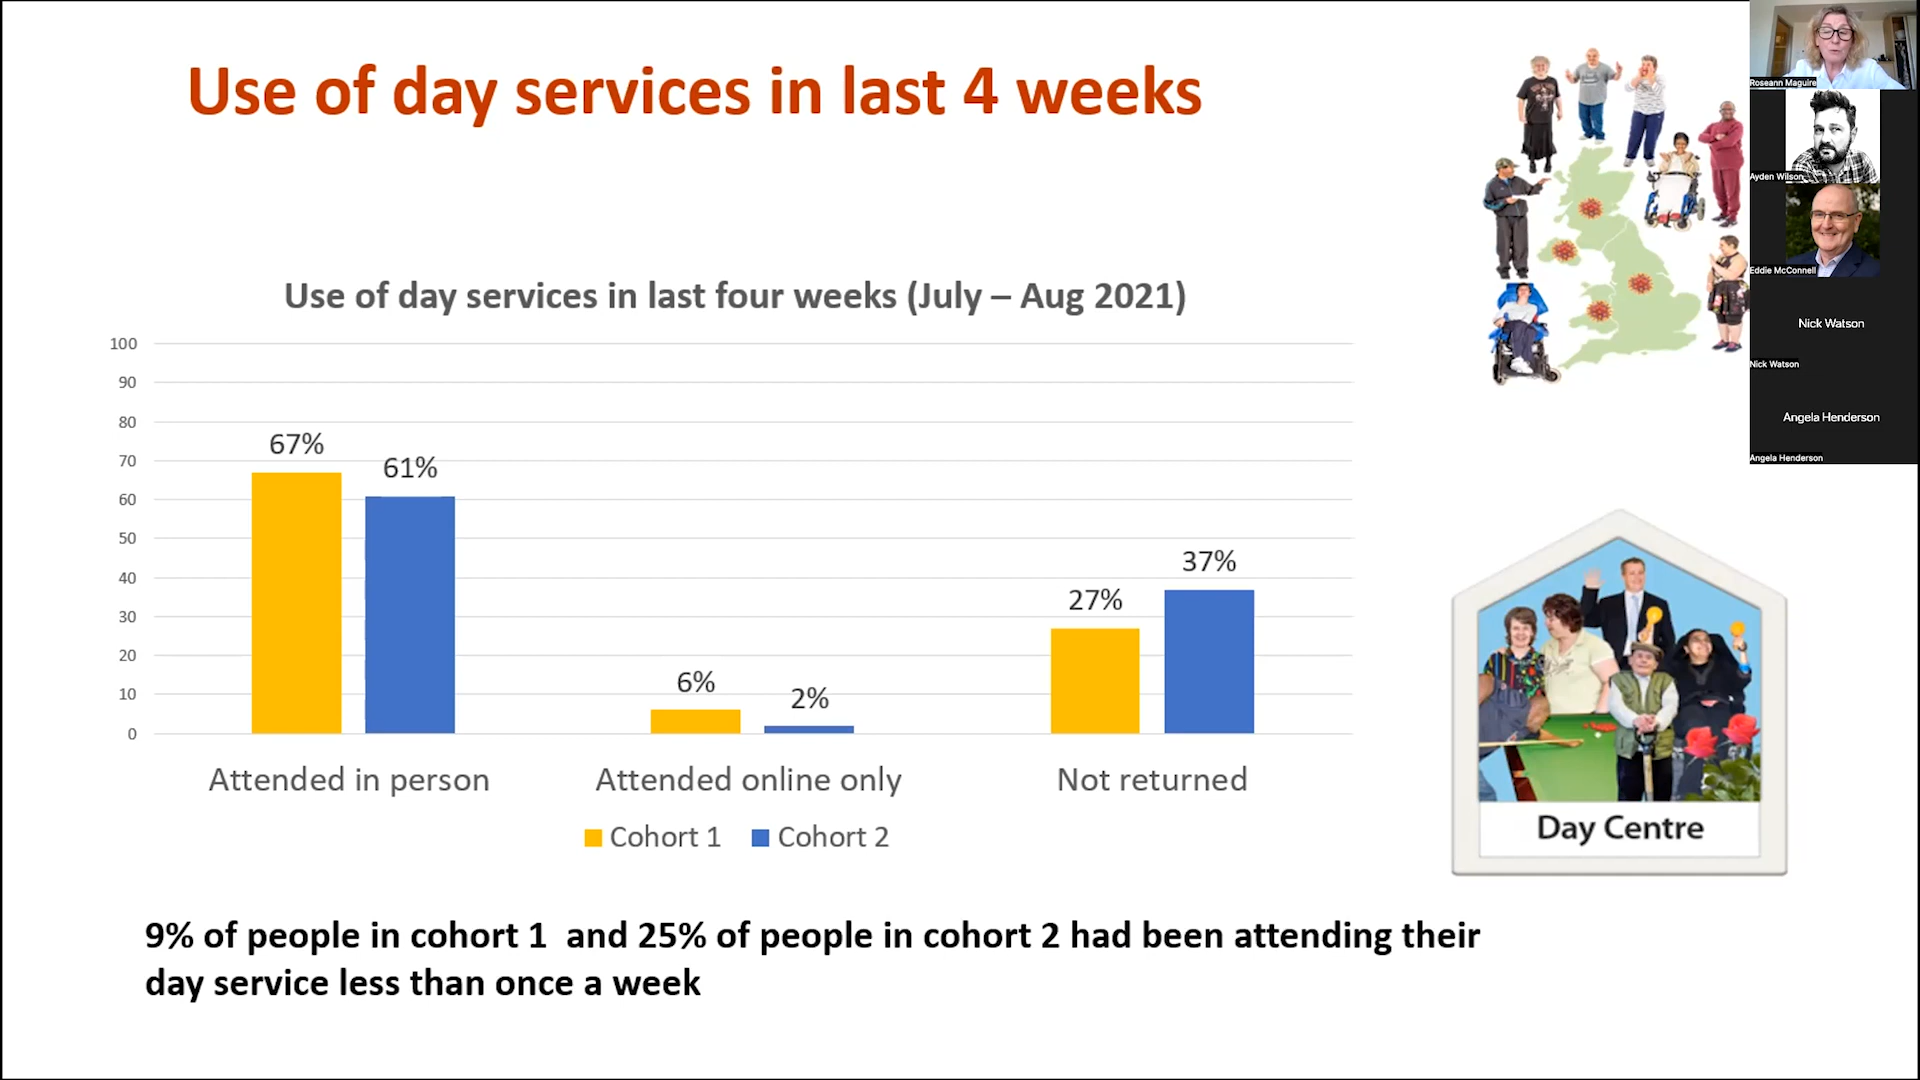 Use of day services in last 4 weeks
Use of day services in last four weeks (July – Aug 2021)
100
90
80
70
60
50
40
30
20
10
0
67%
61%
6%
2%
27%
37%
Attended in person
Attended online only
Not returned
Cohort 1
Cohort 2
9% of people in cohort 1 and 25% of people in cohort 2 had been attending their
day service less than once a week
Day Centre
Roseann Maguire
Ayden Wilson
Eddie McConnell
Nick Watson
Nick Watson
Angela Henderson
Angela Henderson